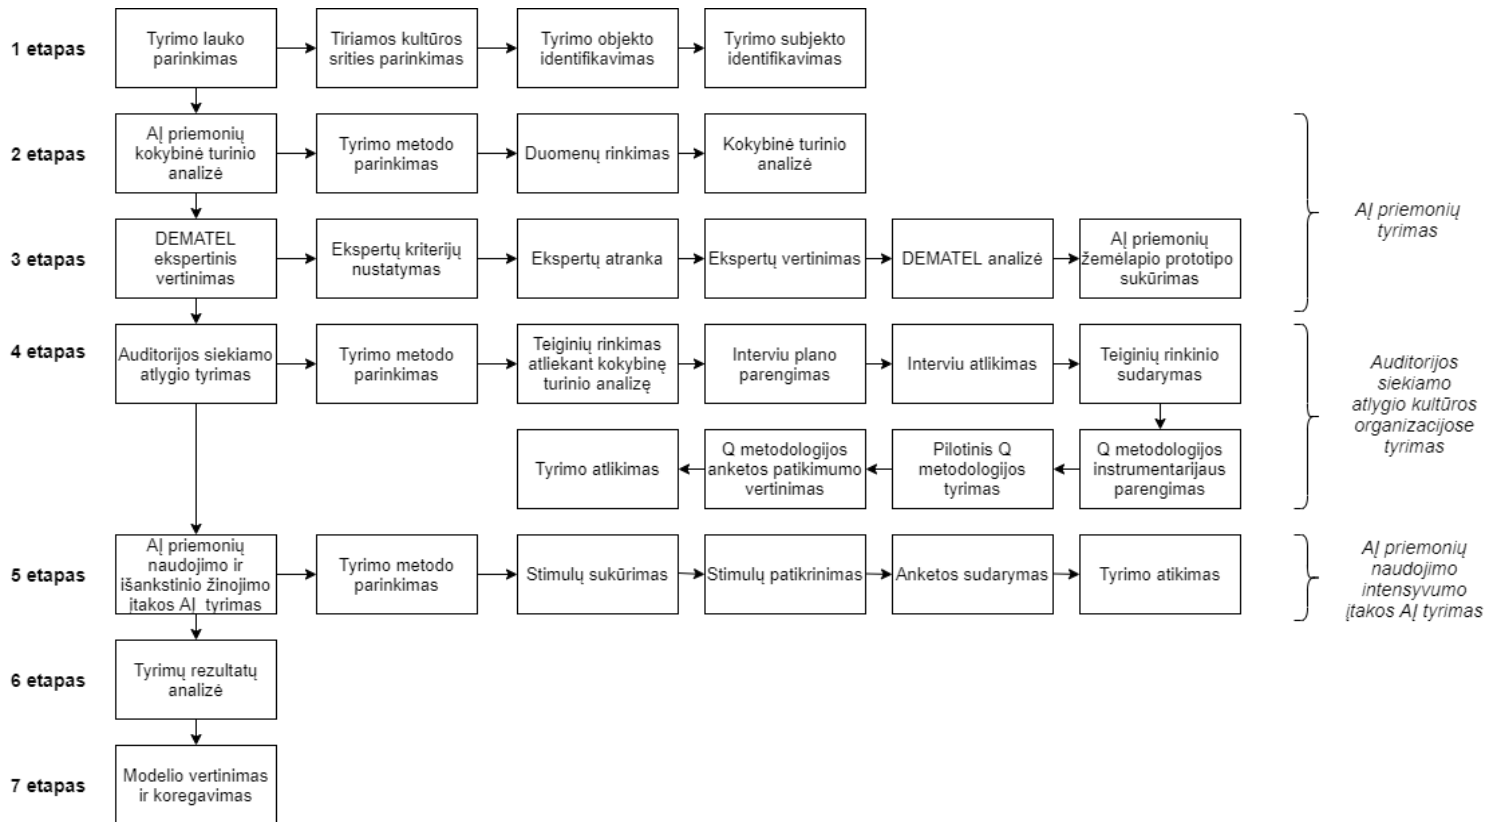 1 etapas
Tyrimo lauko
parinkimas
Tiriamos kultūros
srities parinkimas
Tyrimo objekto
identifikavimas
Tyrimo subjekto
identifikavimas
2 etapas
AĮ priemonių
kokybinė turinio
analizė
Tyrimo metodo
parinkimas
Duomenų rinkimas
Kokybinė turinio
analizė
3 etapas
DEMATEL
ekspertinis
vertinimas
Ekspertų kriterijų
nustatymas
Ekspertų atranka
Ekspertų vertinimas
DEMATEL analizė
AĮ priemonių
žemėlapio prototipo
sukūrimas
AĮ priemonių
tyrimas
4 etapas
Auditorijos siekiamo
atlygio tyrimas
Tyrimo metodo
parinkimas
Teiginių rinkimas
atliekant kokybinę
turinio analizę
Interviu plano
parengimas
Interviu atlikimas
Teiginių rinkinio
sudarymas
Q metodologijos
instrumentarijaus
parengimas
Pilotinis Q
metodologijos
tyrimas
Q metodologijos
anketos patikimumo
vertinimas
Tyrimo atlikimas
Auditorijos
siekiamo
atlygio kultūros
organizacijose
tyrimas
5 etapas
AĮ priemonių
naudojimo ir
išankstinio žinojimo
įtakos AĮ tyrimas
Tyrimo metodo
parinkimas
Stimulų sukūrimas
Stimulų patikrinimas
Anketos sudarymas
Tyrimo atikimas
AĮ priemonių
naudojimo
intensyvumo
įtakos AĮ tyrimas
6 etapas
Tyrimų rezultatų
analizė
7 etapas
Modelio vertinimas
ir koregavimas